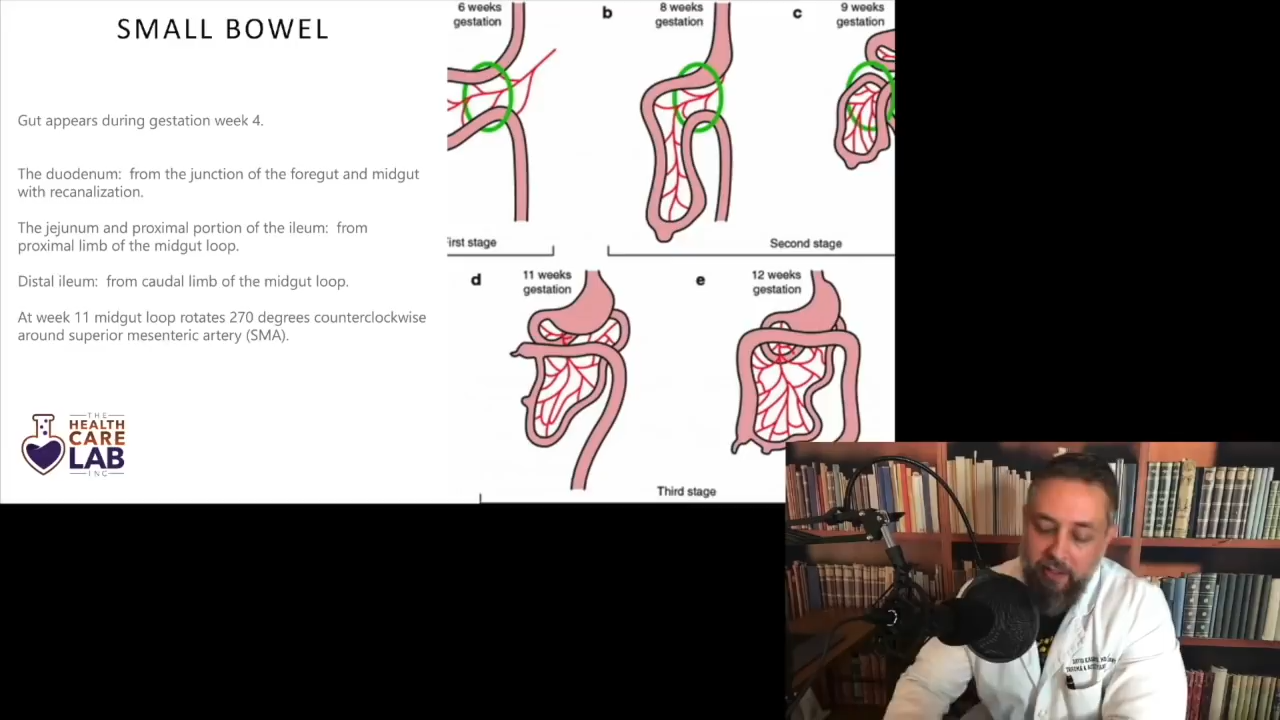 SMALL BOWEL
Gut appears during gestation week 4.
The duodenum: from the junction of the foregut and midgut
with recanalization.
The jejunum and proximal portion of the ileum: from
proximal limb of the midgut loop.
Distal ileum: from caudal limb of the midgut loop.
At week 11 midgut loop rotates 270 degrees counterclockwise
around superior mesenteric artery (SMA).
THE
HEALTH
CARE
LAB
INC
6 weeks
gestation
b
8 weeks
gestation
c
9 weeks
gestation
irst stage
Second stage
d
11 weeks
gestation
e
12 weeks
gestation
Third stage